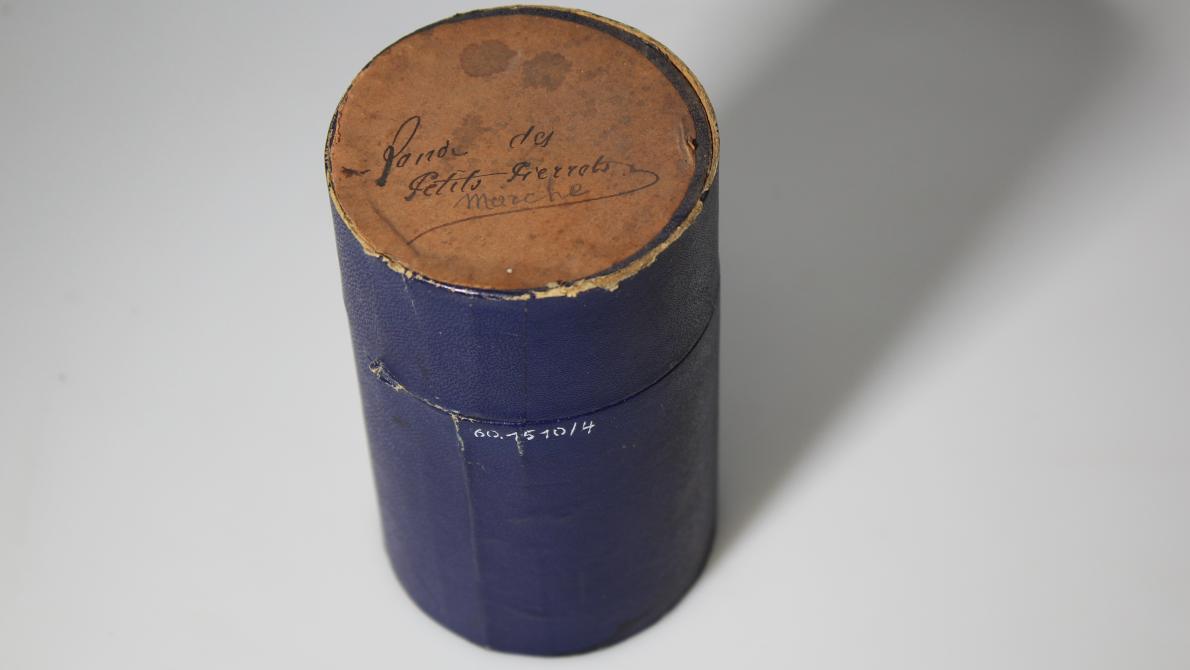 Ronde des
Petits Pierrots
Marche
60.1510/4